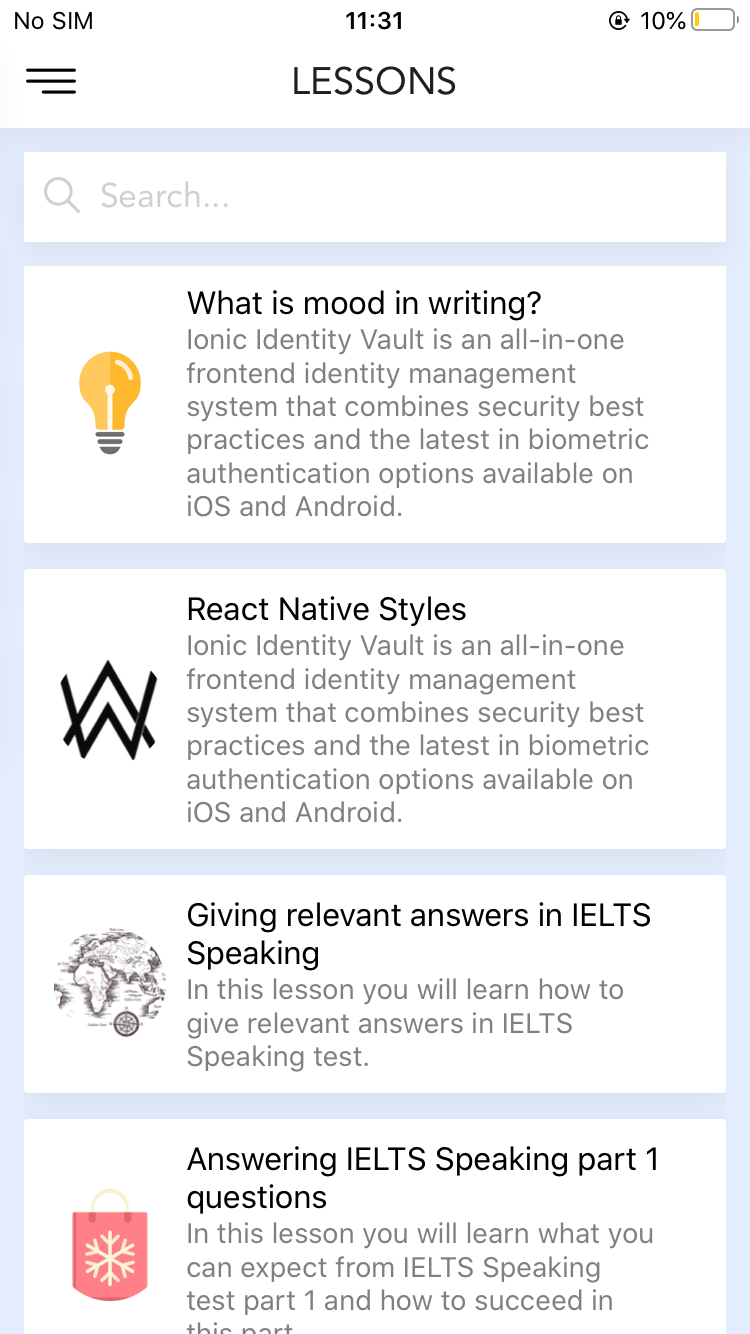 No SIM 11:31 10%
LESSONS
Search...
What is mood in writing?
Ionic Identity Vault is an all-in-one
frontend identity management
system that combines security best
practices and the latest in biometric
authentication options available on
iOS and Android.
React Native Styles
Ionic Identity Vault is an all-in-one
frontend identity management
system that combines security best
practices and the latest in biometric
authentication options available on
iOS and Android.
Giving relevant answers in IELTS
Speaking
In this lesson you will learn how to
give relevant answers in IELTS
Speaking test.
Answering IELTS Speaking part 1
questions
In this lesson you will learn what you
can expect from IELTS Speaking
test part 1 and how to succeed in
this part